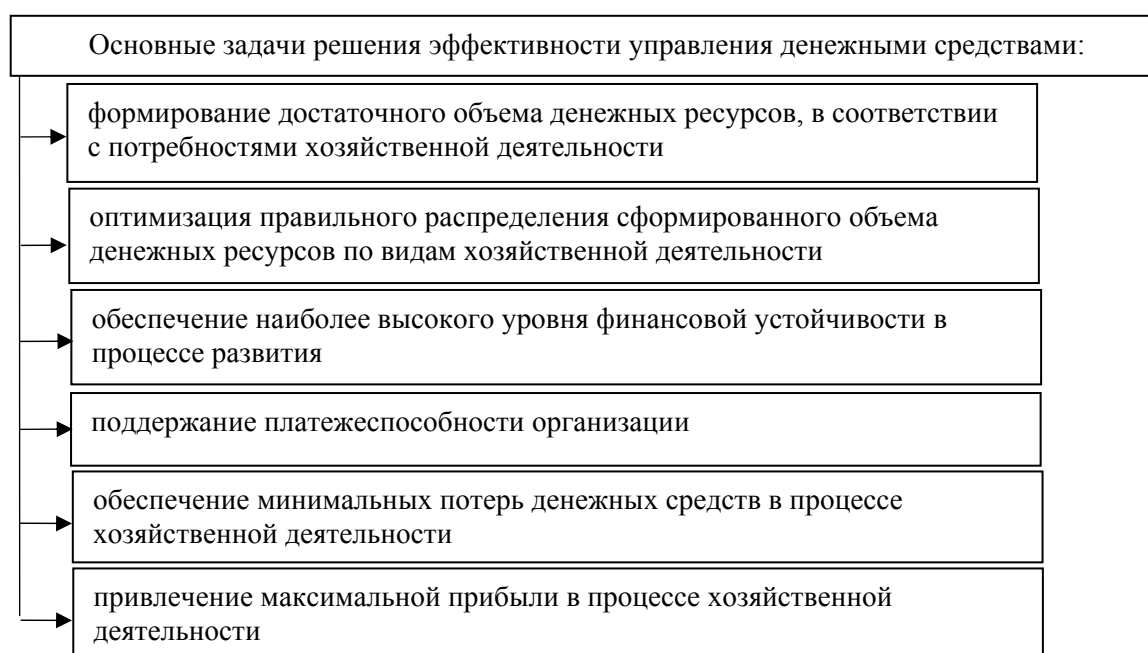 Основные задачи решения эффективности управления денежными средствами:
формирование достаточного объема денежных ресурсов, в соответствии
с потребностями хозяйственной деятельности
оптимизация правильного распределения сформированного объема
денежных ресурсов по видам хозяйственной деятельности
обеспечение наиболее высокого уровня финансовой устойчивости в
процессе развития
поддержание платежеспособности организации
обеспечение минимальных потерь денежных средств в процессе
хозяйственной деятельности
привлечение максимальной прибыли в процессе хозяйственной
деятельности